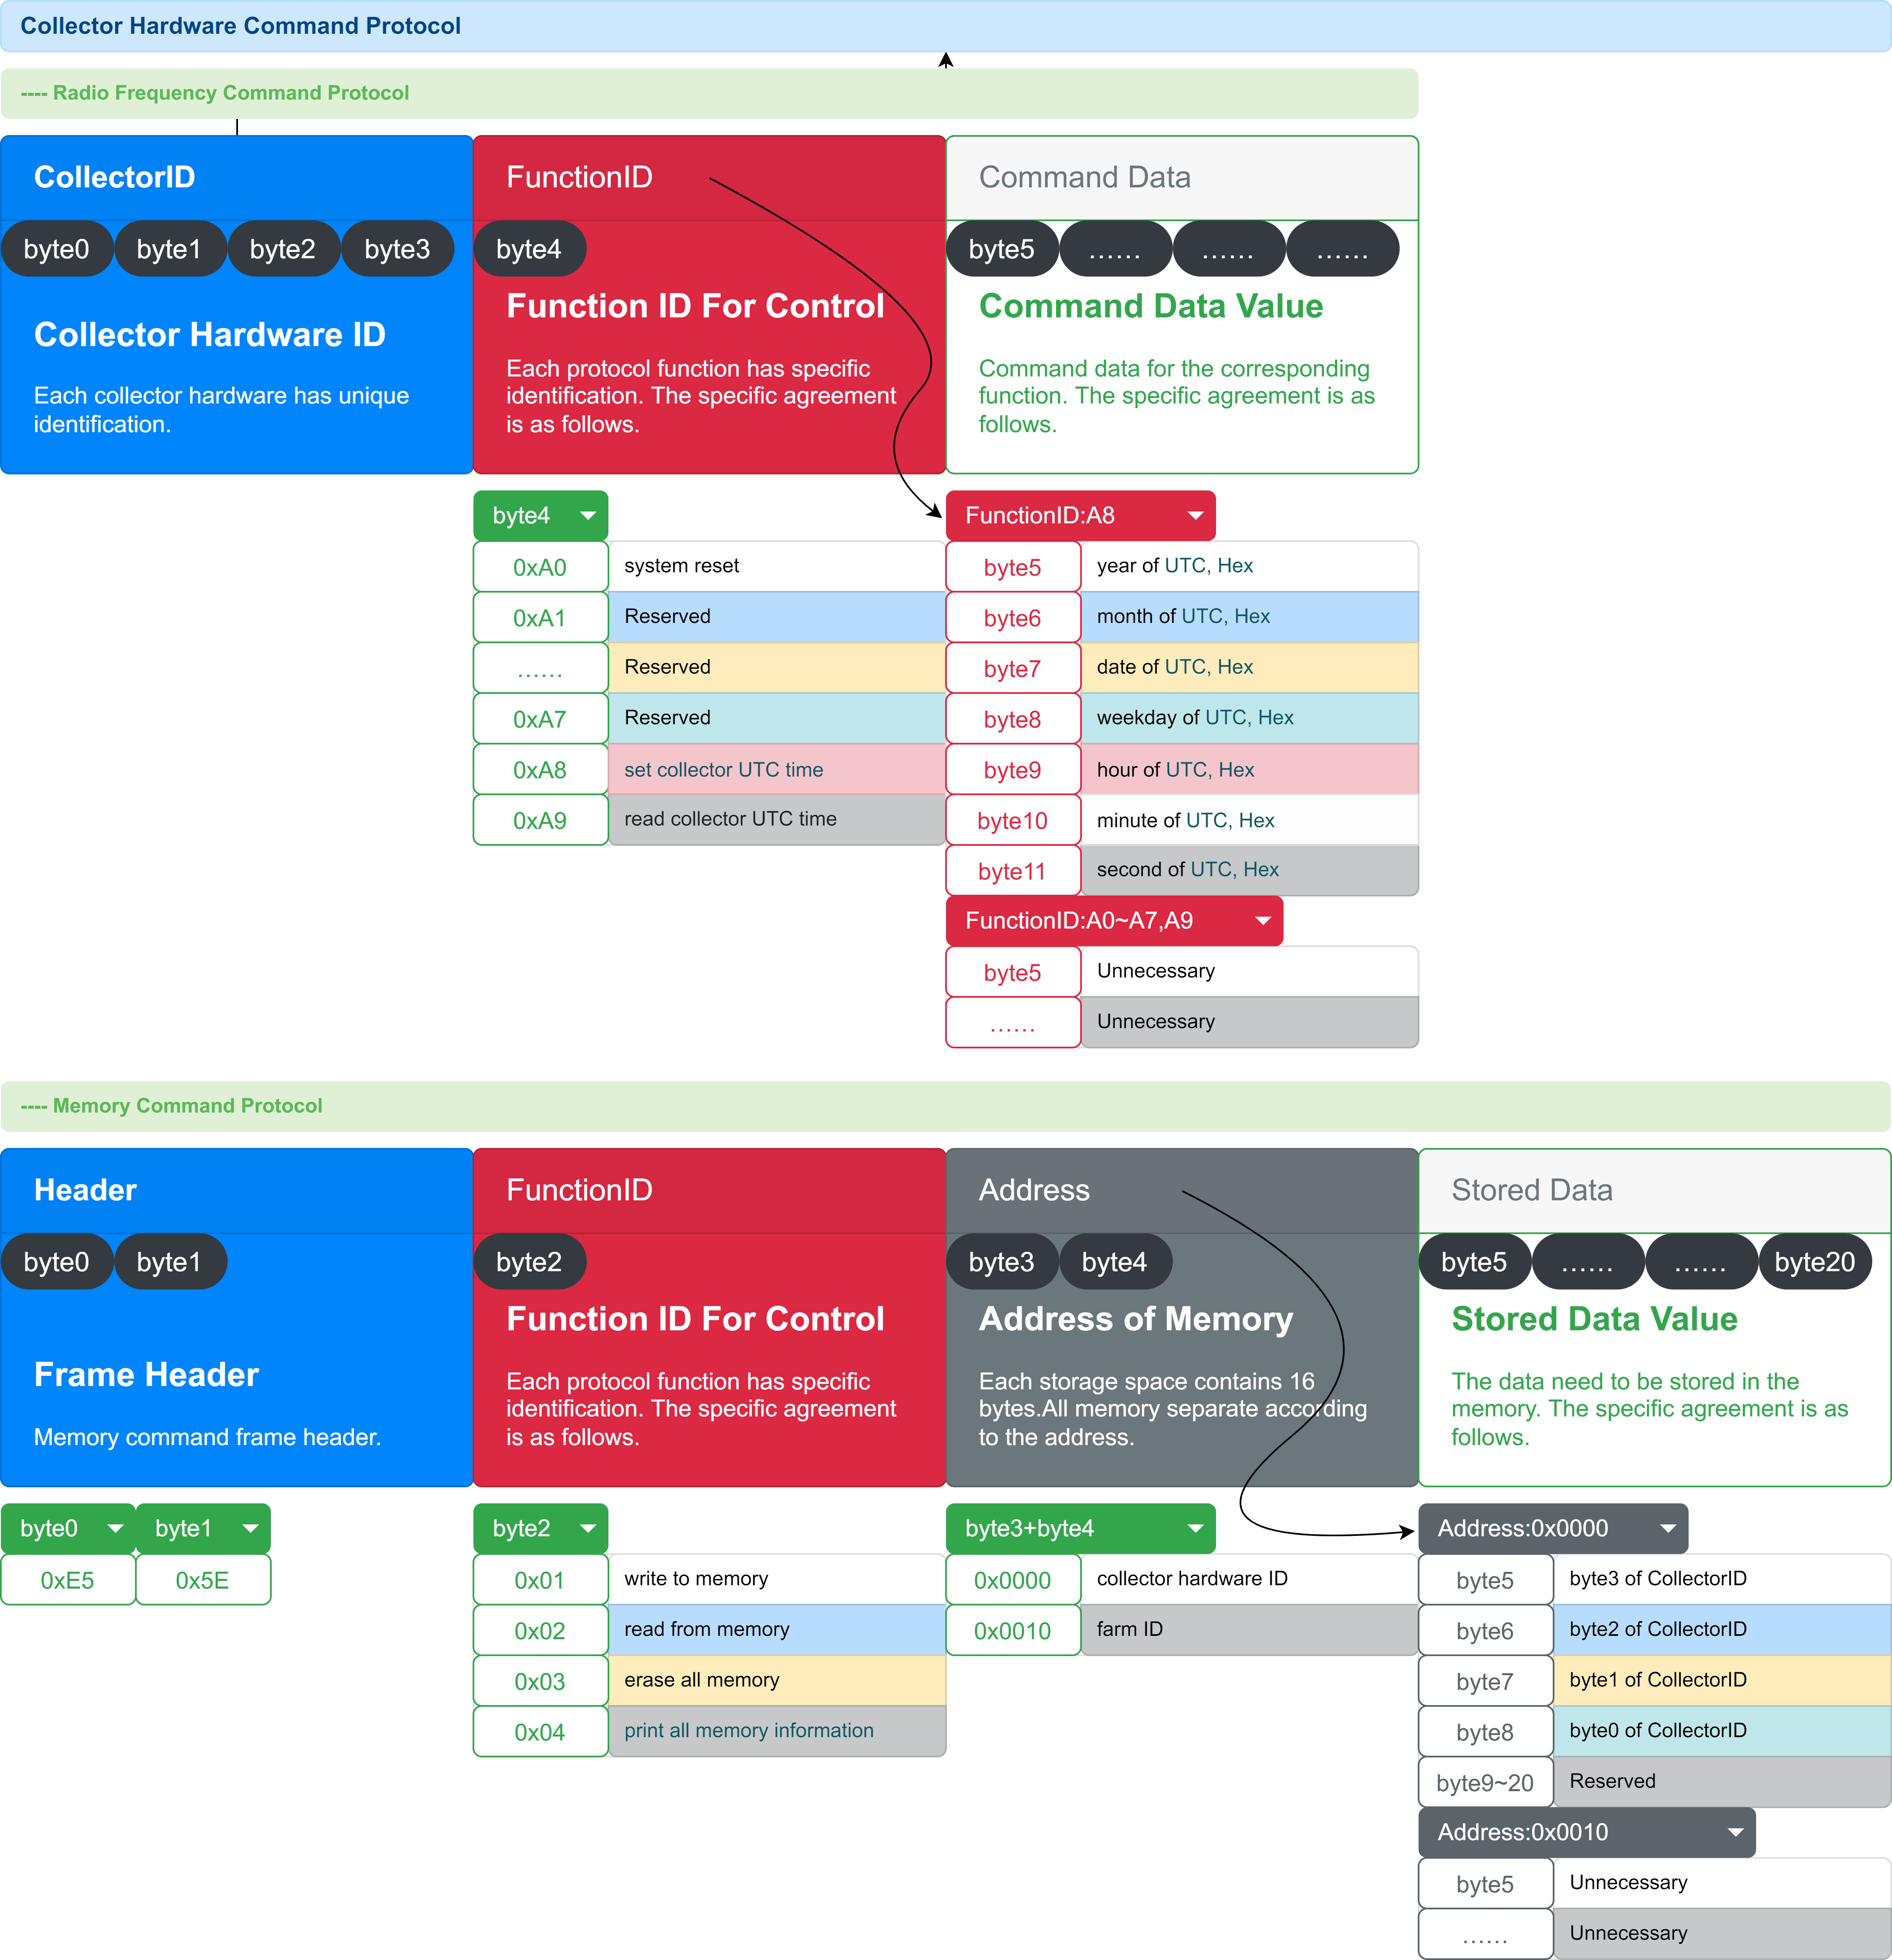 Collector Hardware Command Protocol
---- Radio Frequency Command Protocol
CollectorID
byte0 byte1 byte2 byte3
Collector Hardware ID
Each collector hardware has unique
identification.
FunctionID
byte4
Function ID For Control
Each protocol function has specific
identification. The specific agreement
is as follows.
Command Data
byte5 ...... ...... ......
Command Data Value
Command data for the corresponding
function. The specific agreement is as
follows.
byte4
0xA0 system reset
0xA1 Reserved
...... Reserved
0xA7 Reserved
0xA8 set collector UTC time
0xA9 read collector UTC time
FunctionID:A8
byte5 year of UTC, Hex
byte6 month of UTC, Hex
byte7 date of UTC, Hex
byte8 weekday of UTC, Hex
byte9 hour of UTC, Hex
byte10 minute of UTC, Hex
byte11 second of UTC, Hex
FunctionID:A0~A7,A9
byte5 Unnecessary
...... Unnecessary
---- Memory Command Protocol
Header
byte0 byte1
Frame Header
Memory command frame header.
FunctionID
byte2
Function ID For Control
Each protocol function has specific
identification. The specific agreement
is as follows.
Address
byte3 byte4
Address of Memory
Each storage space contains 16
bytes.All memory separate according
to the address.
Stored Data
byte5 ...... ...... byte20
Stored Data Value
The data need to be stored in the
memory. The specific agreement is as
follows.
byte0 byte1
0xE5 0x5E
byte2
0x01 write to memory
0x02 read from memory
0x03 erase all memory
0x04 print all memory information
byte3+byte4
0x0000 collector hardware ID
0x0010 farm ID
Address:0x0000
byte5 byte3 of CollectorID
byte6 byte2 of CollectorID
byte7 byte1 of CollectorID
byte8 byte0 of CollectorID
byte9~20 Reserved
Address:0x0010
byte5 Unnecessary
...... Unnecessary